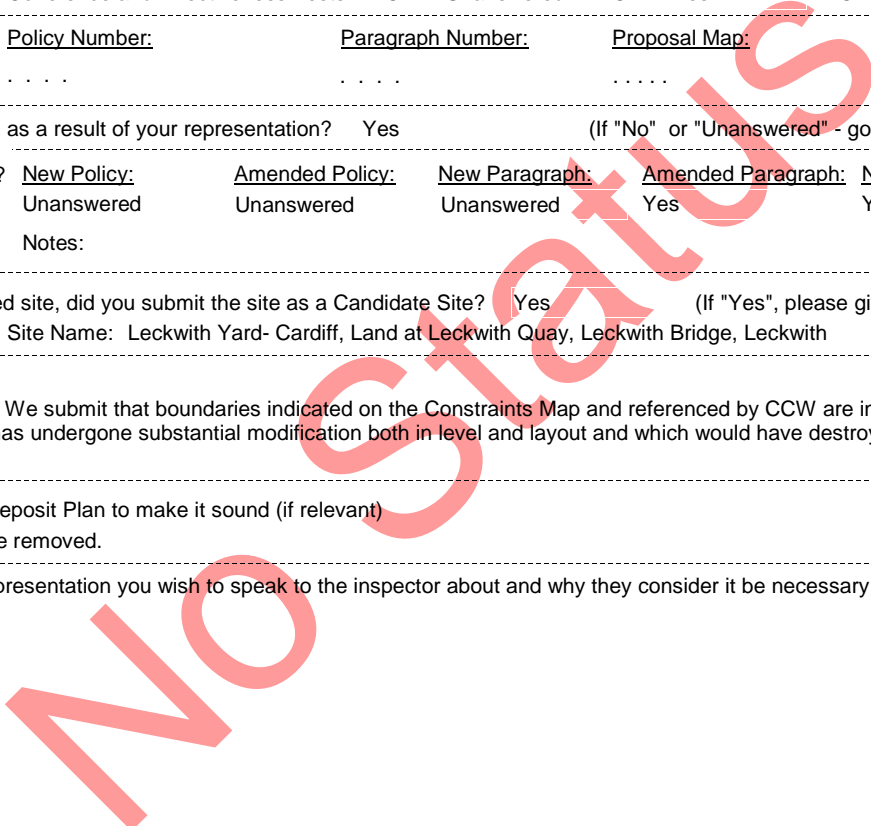 Policy Number: Paragraph Number: Proposal Map:
. . . . . . . . . . . . .
as a result of your representation? Yes (If "No" or "Unanswered" - go
? New Policy: Amended Policy: New Paragraph: Amended Paragraph:
Unanswered Unanswered Unanswered Yes
Notes:
ed site, did you submit the site as a Candidate Site? Yes (If "Yes", please gi
Site Name: Leckwith Yard- Cardiff, Land at Leckwith Quay, Leckwith Bridge, Leckwith
We submit that boundaries indicated on the Constraints Map and referenced by CCW are in
as undergone substantial modification both in level and layout and which would have destroy
eposit Plan to make it sound (if relevant)
e removed.
presentation you wish to speak to the inspector about and why they consider it be necessary
No Status